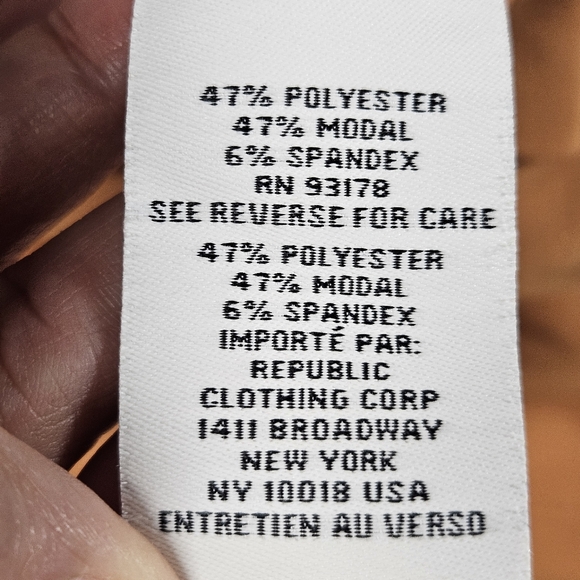 47% POLYESTER
47% MODAL
6% SPANDEX
RN 93178
SEE REVERSE FOR CARE
47% POLYESTER
47% MODAL
6% SPANDEX
IMPORTÉ PAR:
REPUBLIC
CLOTHING CORP
1411 BROADWAY
NEW YORK
NY 10018 USA
ENTRETIEN AU VERSO